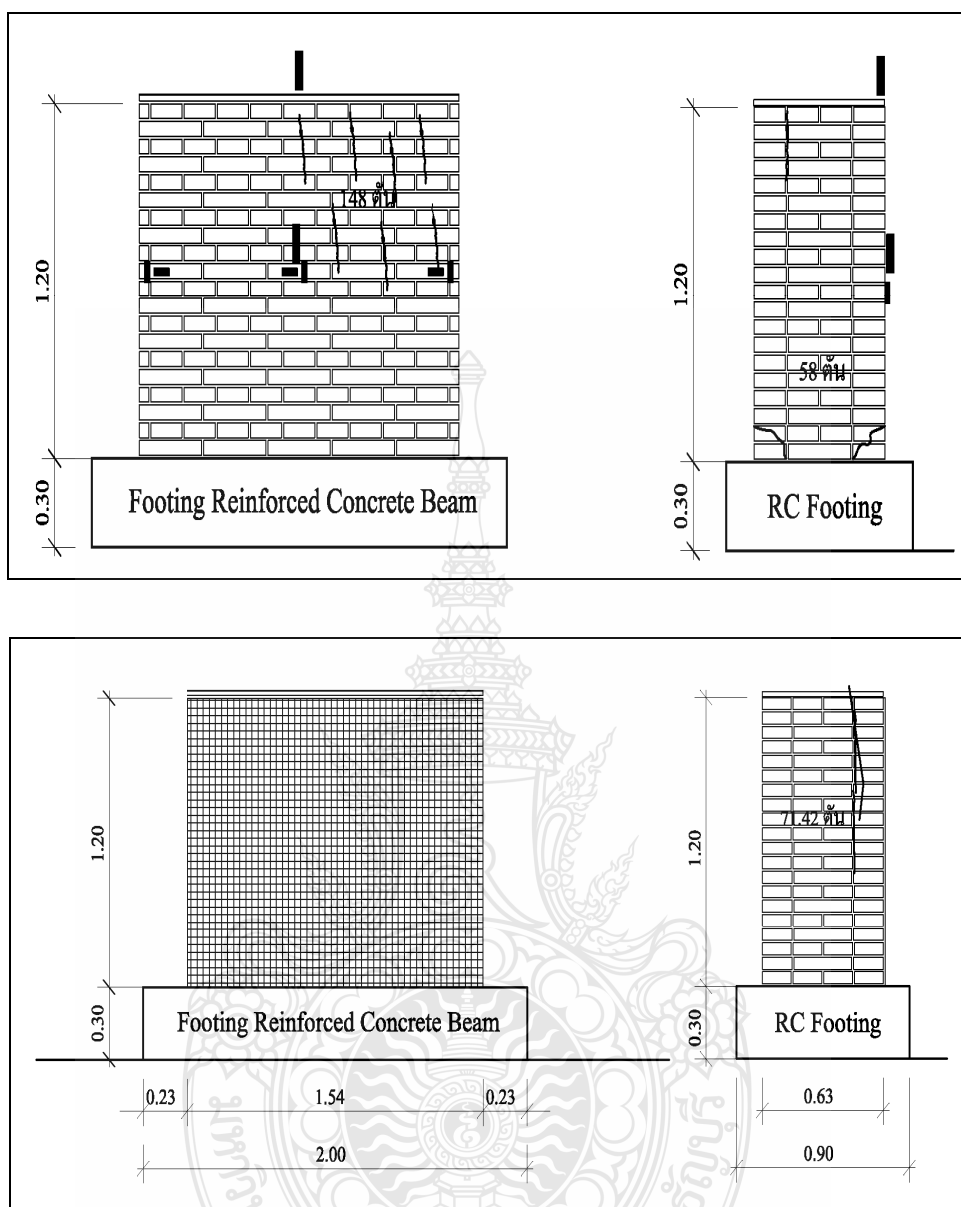 1.20
148 ตัน
0.30
Footing Reinforced Concrete Beam
1.20
58 ตัน
0.30
RC Footing
1.20
0.30
Footing Reinforced Concrete Beam
0.23
1.54
0.23
2.00
1.20
71.42 ตัน
0.30
RC Footing
0.63
0.90